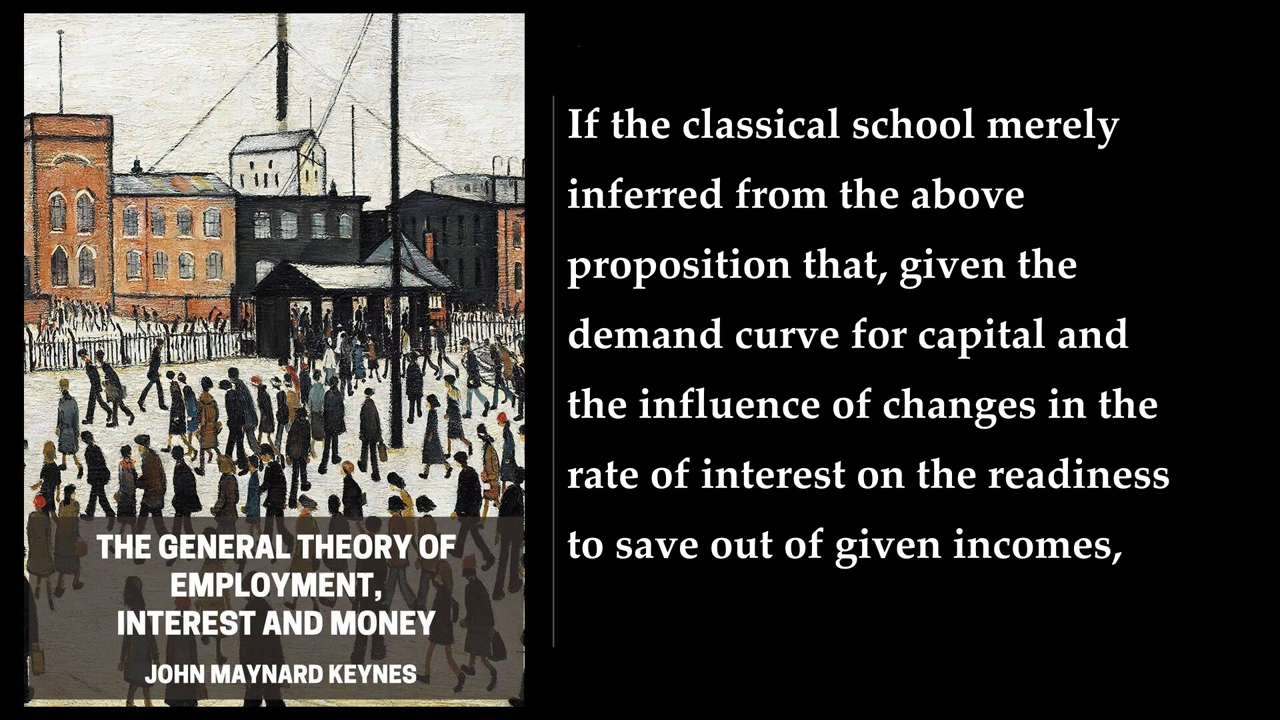 THE GENERAL THEORY OF
EMPLOYMENT,
INTEREST AND MONEY
JOHN MAYNARD KEYNES
If the classical school merely
inferred from the above
proposition that, given the
demand curve for capital and
the influence of changes in the
rate of interest on the readiness
to save out of given incomes,